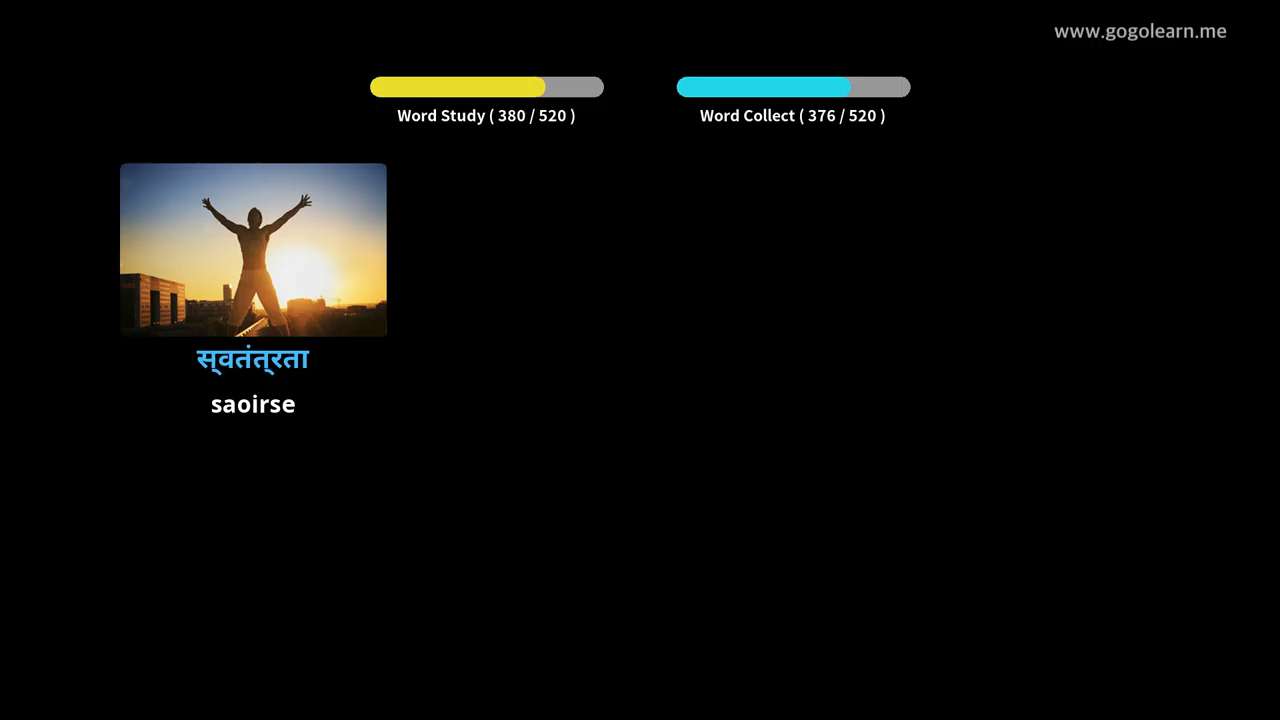 www.gogolearn.me
Word Study ( 380 / 520 )
Word Collect ( 376 / 520 )
स्वतंत्रता
saoirse